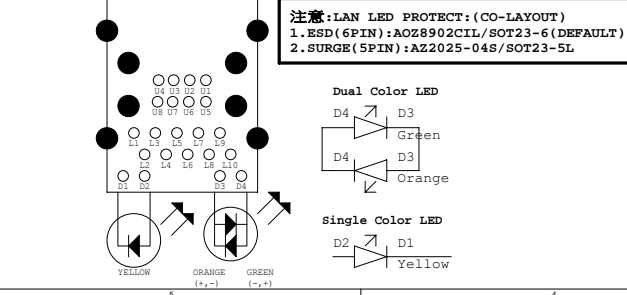 注意:LAN LED PROTECT:(CO-LAYOUT)
1.ESD(6PIN):AOZ8902CIL/SOT23-6(DEFAULT)
2.SURGE(5PIN):AZ2025-04S/SOT23-5L
U4 U3 U2 U1
U8 U7 U6 U5
L1 L3 L5 L7 L9
L2 L4 L6 L8 L10
D1 D2 D3 D4
YELLOW
ORANGE GREEN
(+,-) (-,+)
Dual Color LED
D4 D3
Green
D4 D3
Orange
Single Color LED
D2 D1
Yellow
5 4